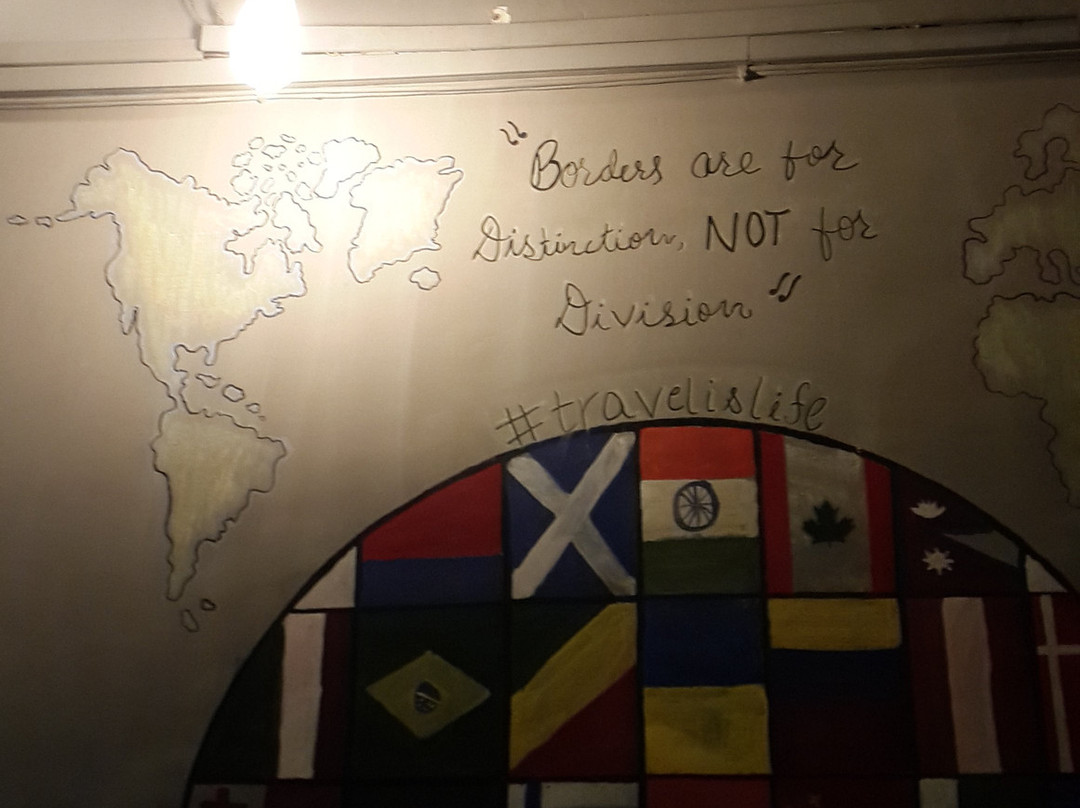 "Borders are for
Distinction, NOT for
Division"
#travelislife